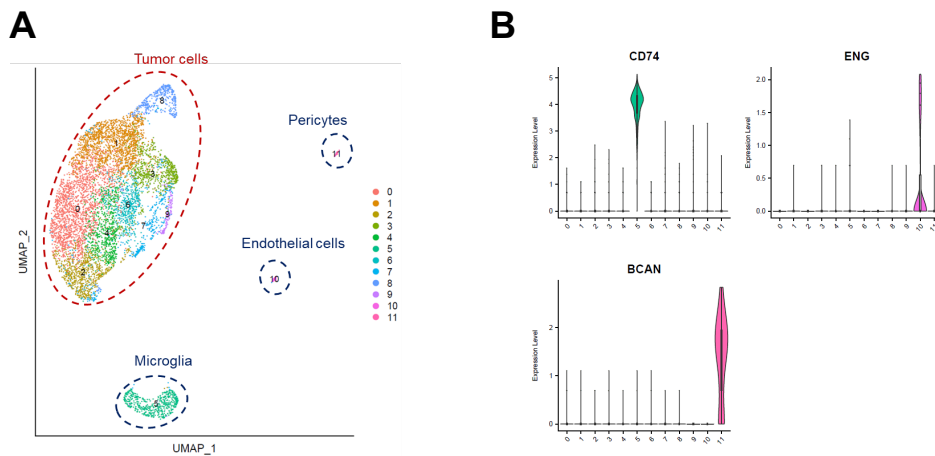 A
Tumor cells
8
Pericytes
1
11
3
0
6
9
7
4
Endothelial cells
2
10
Microglia
5
UMAP_2
UMAP_1
0
1
2
3
4
5
6
7
8
9
10
11
B
CD74
Expression Level
5
4
3
2
1
0
0 1 2 3 4 5 6 7 8 9 10 11
ENG
Expression Level
2.0
1.5
1.0
0.5
0.0
0 1 2 3 4 5 6 7 8 9 10 11
BCAN
Expression Level
2
1
0
0 1 2 3 4 5 6 7 8 9 10 11